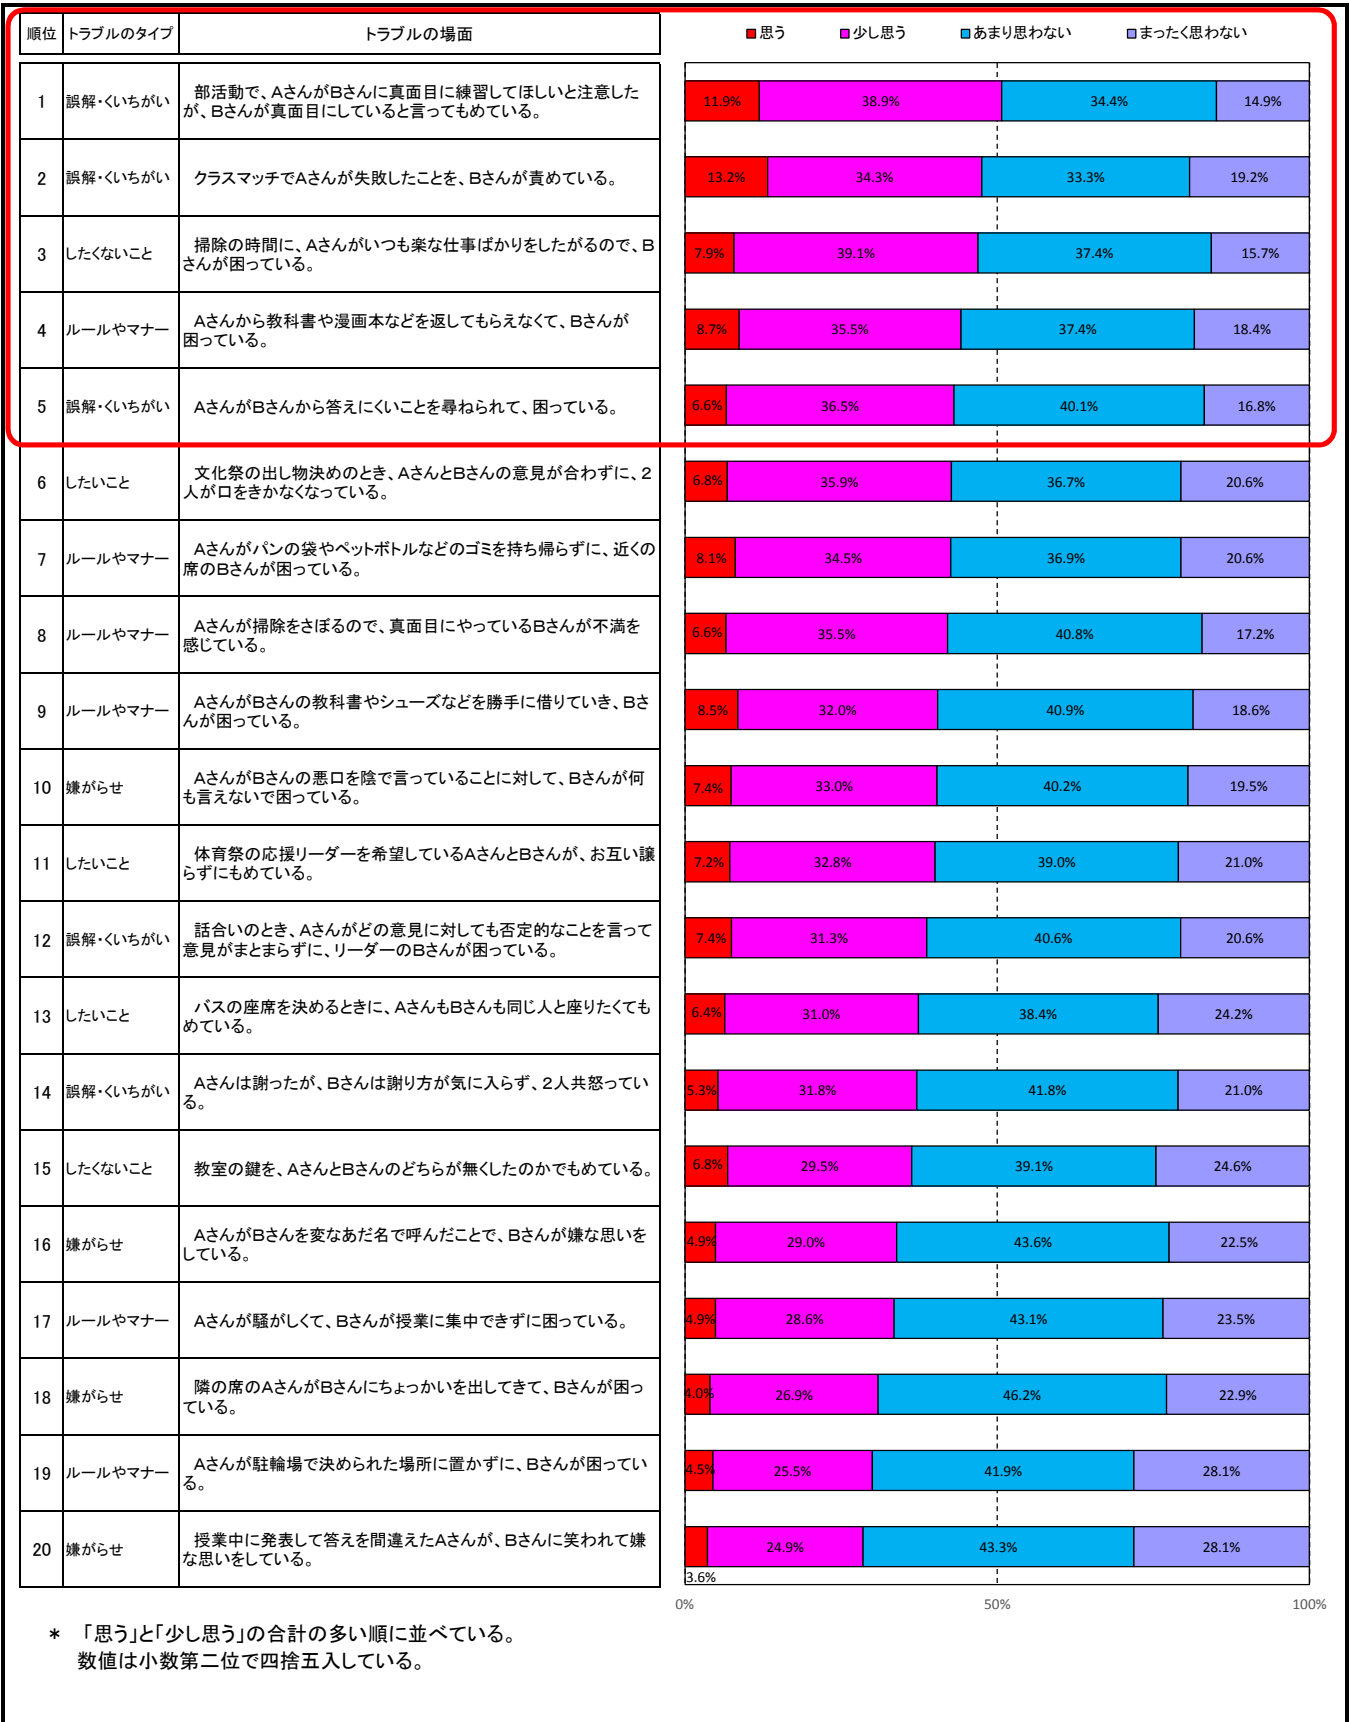 順位 トラブルのタイプ トラブルの場面 ■思う ■少し思う ■あまり思わない ■まったく思わない
1 誤解・くいちがい 部活動で、AさんがBさんに真面目に練習してほしいと注意した
が、Bさんが真面目にしていると言ってもめている。
11.9% 38.9% 34.4% 14.9%
2 誤解・くいちがい クラスマッチでAさんが失敗したことを、Bさんが責めている。
13.2% 34.3% 33.3% 19.2%
3 したくないこと 掃除の時間に、Aさんがいつも楽な仕事ばかりをしたがるので、B
さんが困っている。
7.9% 39.1% 37.4% 15.7%
4 ルールやマナー Aさんから教科書や漫画本などを返してもらえなくて、Bさんが
困っている。
8.7% 35.5% 37.4% 18.4%
5 誤解・くいちがい AさんがBさんから答えにくいことを尋ねられて、困っている。
6.6% 36.5% 40.1% 16.8%
6 したいこと 文化祭の出し物決めのとき、AさんとBさんの意見が合わずに、2
人が口をきかなくなっている。
6.8% 35.9% 36.7% 20.6%
7 ルールやマナー Aさんがパンの袋やペットボトルなどのゴミを持ち帰らずに、近くの
席のBさんが困っている。
8.1% 34.5% 36.9% 20.6%
8 ルールやマナー Aさんが掃除をさぼるので、真面目にやっているBさんが不満を
感じている。
6.6% 35.5% 40.8% 17.2%
9 ルールやマナー AさんがBさんの教科書やシューズなどを勝手に借りていき、Bさ
んが困っている。
8.5% 32.0% 40.9% 18.6%
10 嫌がらせ AさんがBさんの悪口を陰で言っていることに対して、Bさんが何
も言えないで困っている。
7.4% 33.0% 40.2% 19.5%
11 したいこと 体育祭の応援リーダーを希望しているAさんとBさんが、お互い譲
らずにもめている。
7.2% 32.8% 39.0% 21.0%
12 誤解・くいちがい 話合いのとき、Aさんがどの意見に対しても否定的なことを言って
意見がまとまらずに、リーダーのBさんが困っている。
7.4% 31.3% 40.6% 20.6%
13 したいこと バスの座席を決めるときに、AさんもBさんも同じ人と座りたくても
めている。
6.4% 31.0% 38.4% 24.2%
14 誤解・くいちがい Aさんは謝ったが、Bさんは謝り方が気に入らず、2人共怒ってい
る。
5.3% 31.8% 41.8% 21.0%
15 したくないこと 教室の鍵を、AさんとBさんのどちらが無くしたのかでもめている。
6.8% 29.5% 39.1% 24.6%
16 嫌がらせ AさんがBさんを変なあだ名で呼んだことで、Bさんが嫌な思いを
している。
4.9% 29.0% 43.6% 22.5%
17 ルールやマナー Aさんが騒がしくて、Bさんが授業に集中できずに困っている。
4.9% 28.6% 43.1% 23.5%
18 嫌がらせ 隣の席のAさんがBさんにちょっかいを出してきて、Bさんが困っ
ている。
4.0% 26.9% 46.2% 22.9%
19 ルールやマナー Aさんが駐輪場で決められた場所に置かずに、Bさんが困ってい
る。
4.5% 25.5% 41.9% 28.1%
20 嫌がらせ 授業中に発表して答えを間違えたAさんが、Bさんに笑われて嫌
な思いをしている。
3.6% 24.9% 43.3% 28.1%
0% 50% 100%
* 「思う」と「少し思う」の合計の多い順に並べている。
数値は小数第二位で四捨五入している。